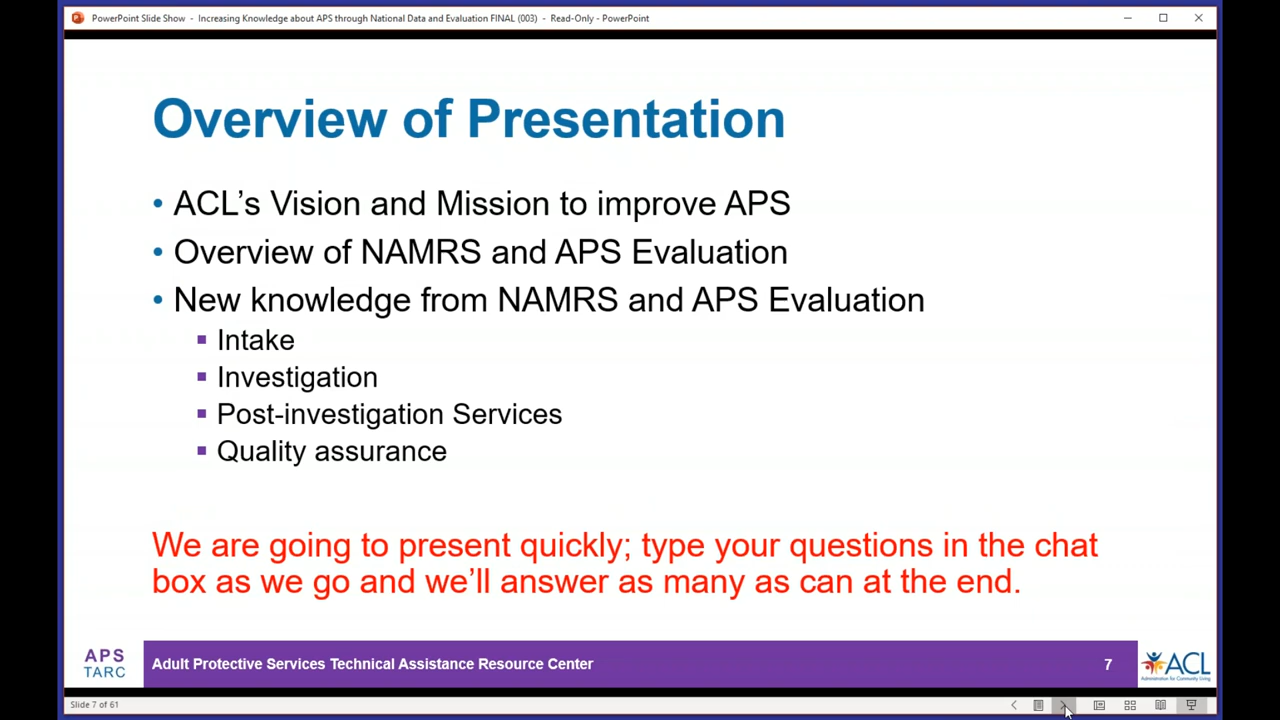 PowerPoint Slide Show - Increasing Knowledge about APS through National Data and Evaluation FINAL (003) - Read-Only - PowerPoint
Overview of Presentation
• ACL’s Vision and Mission to improve APS
• Overview of NAMRS and APS Evaluation
• New knowledge from NAMRS and APS Evaluation
▪ Intake
▪ Investigation
▪ Post-investigation Services
▪ Quality assurance
We are going to present quickly; type your questions in the chat
box as we go and we’ll answer as many as can at the end.
APS
TARC
Adult Protective Services Technical Assistance Resource Center
7
ACL
Administration for Community Living
Slide 7 of 61